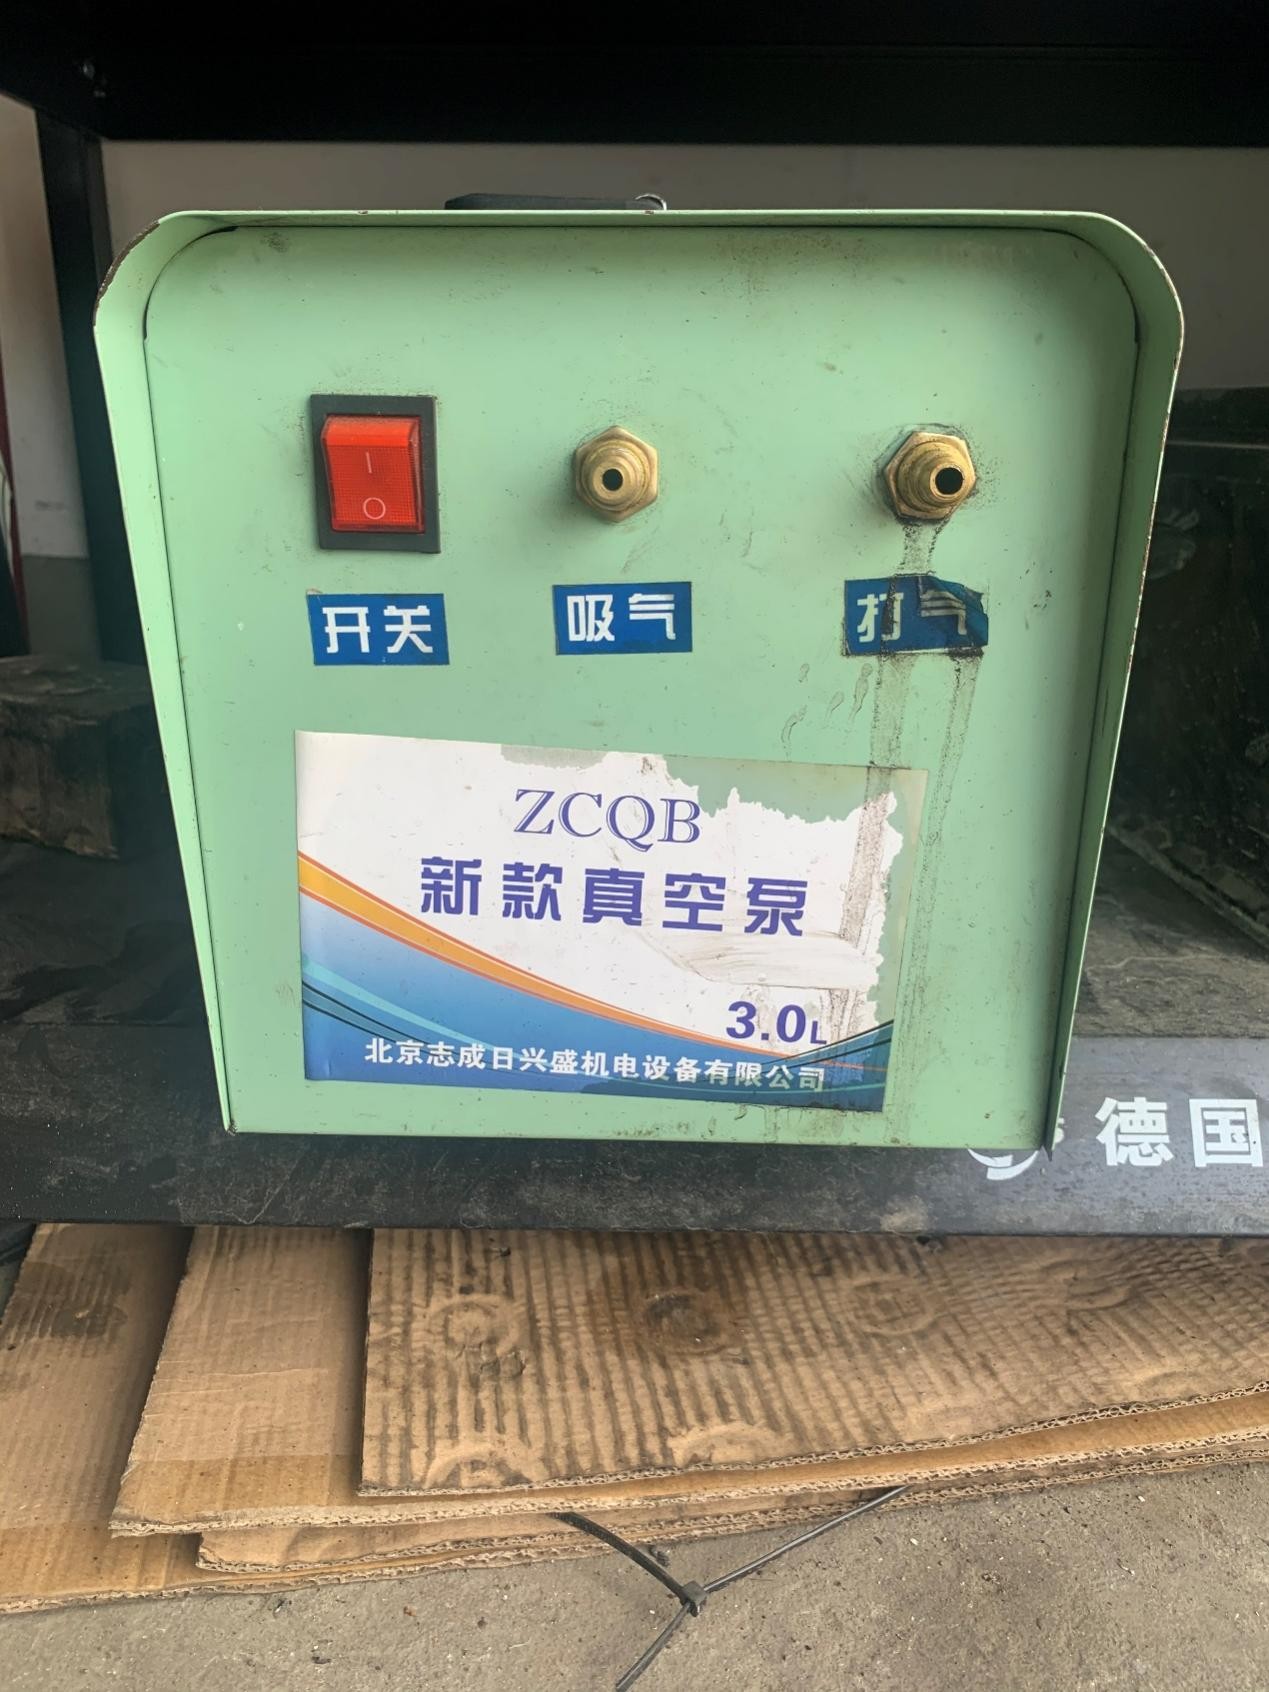 开关
吸气
打气
ZCQB
新款真空泵
3.0L
北京志成日兴盛机电设备有限公司
德国